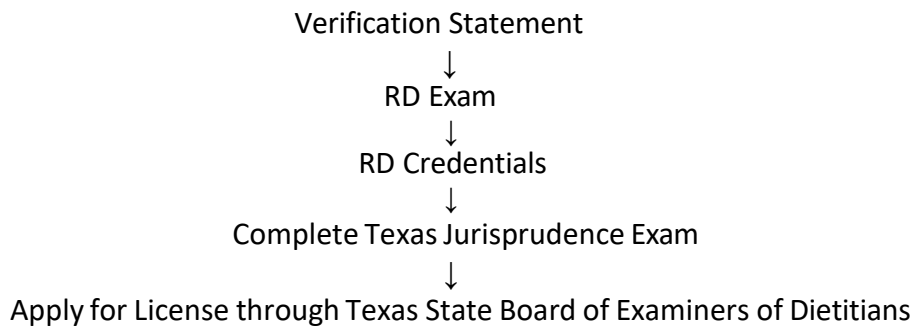 Verification Statement
↓
RD Exam
↓
RD Credentials
↓
Complete Texas Jurisprudence Exam
↓
Apply for License through Texas State Board of Examiners of Dietitians